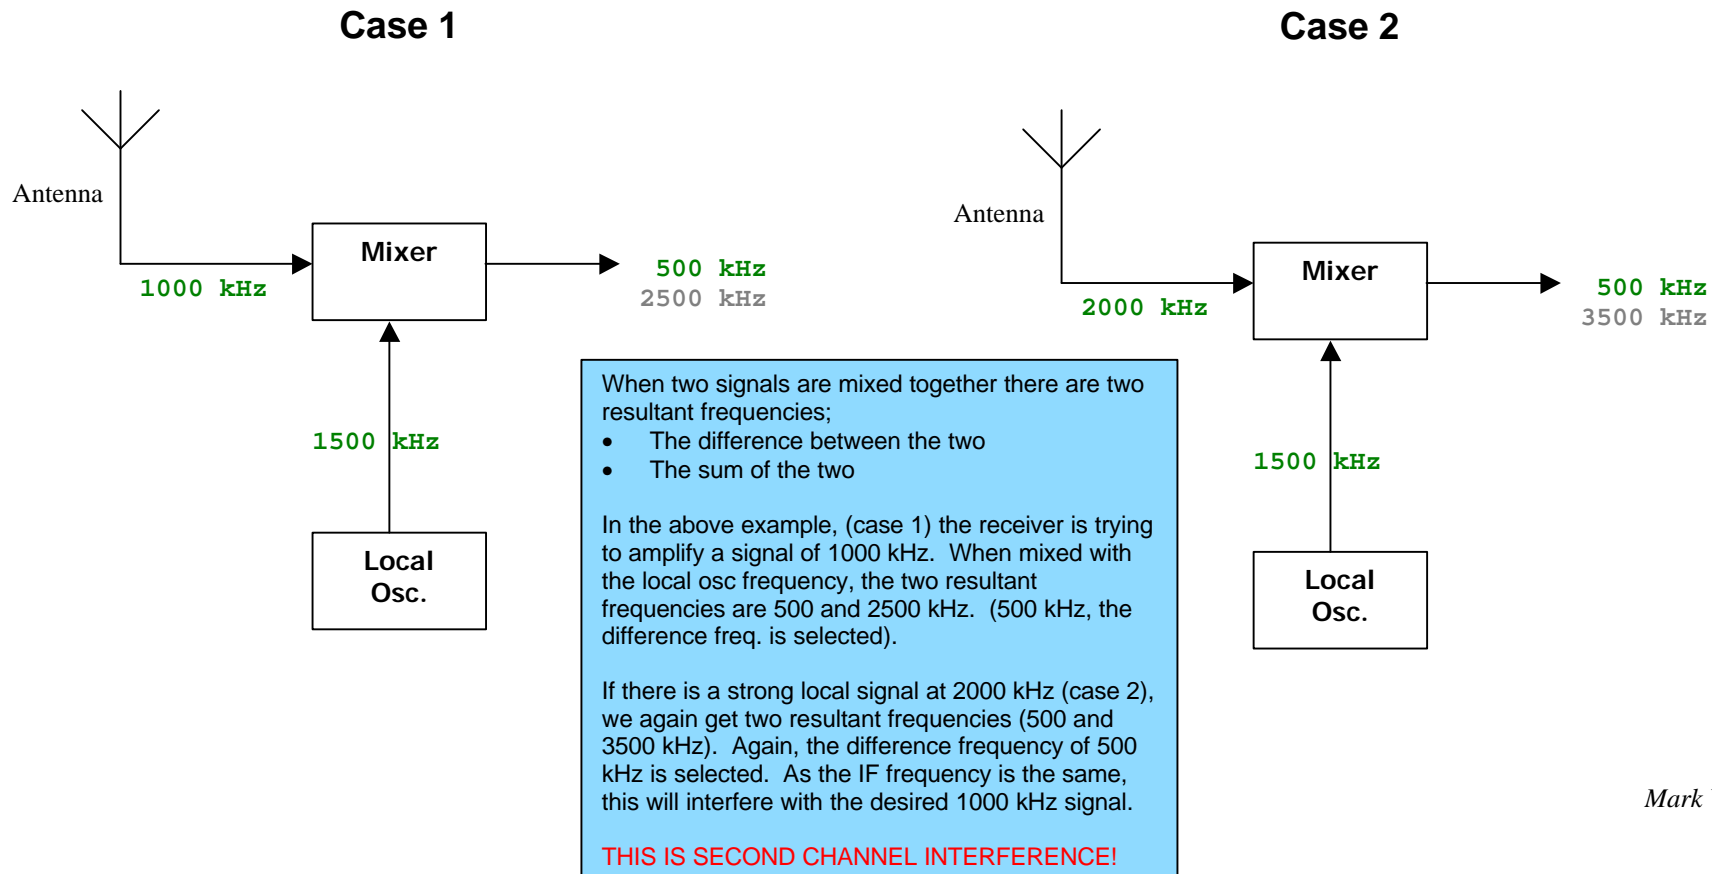 Case 1
Antenna
Mixer
1000 kHz
500 kHz
2500 kHz
1500 kHz
Local
Osc.
Case 2
Antenna
Mixer
2000 kHz
500 kHz
3500 kHz
1500 kHz
Local
Osc.
When two signals are mixed together there are two
resultant frequencies;
• The difference between the two
• The sum of the two
In the above example, (case 1) the receiver is trying
to amplify a signal of 1000 kHz. When mixed with
the local osc frequency, the two resultant
frequencies are 500 and 2500 kHz. (500 kHz, the
difference freq. is selected).
If there is a strong local signal at 2000 kHz (case 2),
we again get two resultant frequencies (500 and
3500 kHz). Again, the difference frequency of 500
kHz is selected. As the IF frequency is the same,
this will interfere with the desired 1000 kHz signal.
THIS IS SECOND CHANNEL INTERFERENCE!
Mark